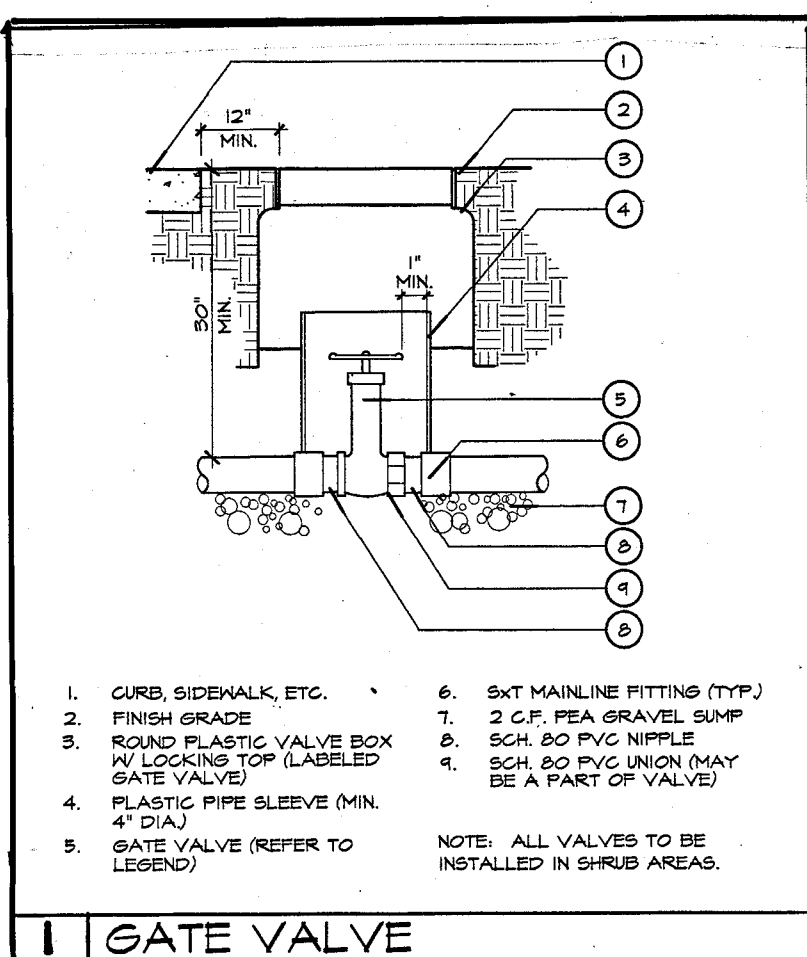 1
12"
MIN.
2
3
4
1"
MIN.
30"
MIN.
5
6
7
8
9
8
1. CURB, SIDEWALK, ETC.
2. FINISH GRADE
3. ROUND PLASTIC VALVE BOX
W/ LOCKING TOP (LABELED
GATE VALVE)
4. PLASTIC PIPE SLEEVE (MIN.
4" DIA.)
5. GATE VALVE (REFER TO
LEGEND)
6. SxT MAINLINE FITTING (TYP.)
7. 2 C.F. PEA GRAVEL SUMP
8. SCH. 80 PVC NIPPLE
9. SCH. 80 PVC UNION (MAY
BE A PART OF VALVE)
NOTE: ALL VALVES TO BE
INSTALLED IN SHRUB AREAS.
1 GATE VALVE